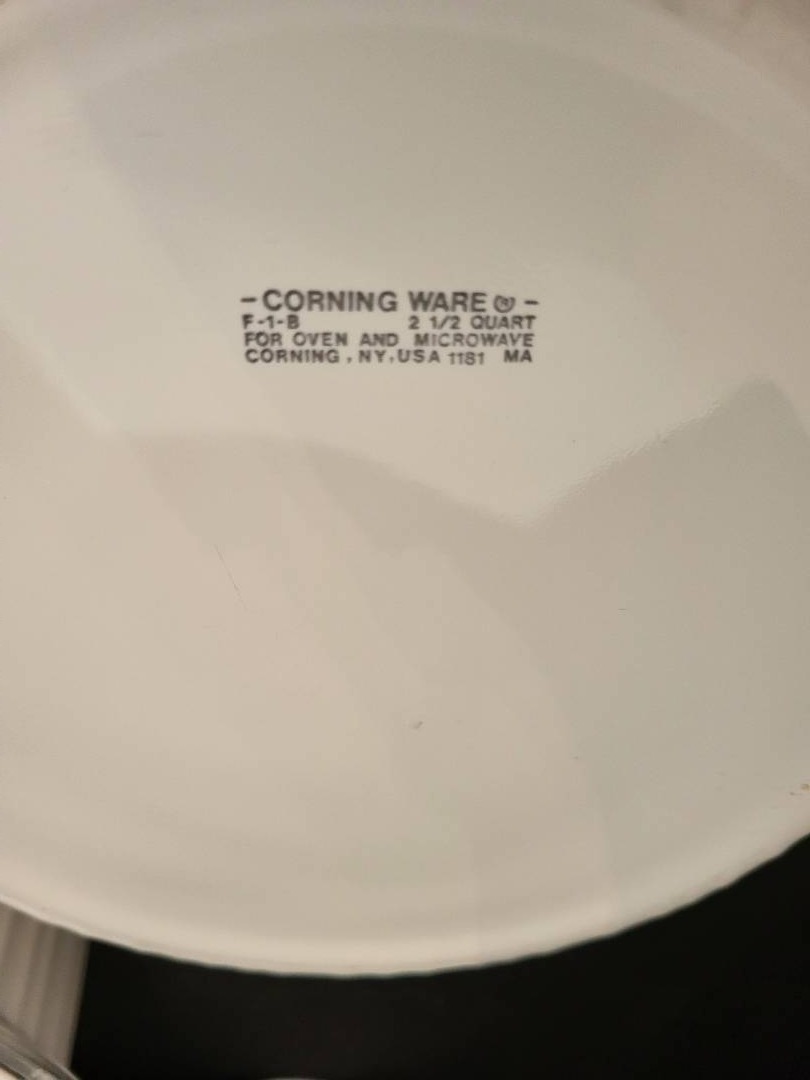 -CORNING WARE ® -
F-1-B 2 1/2 QUART
FOR OVEN AND MICROWAVE
CORNING , NY, USA 1181 MA